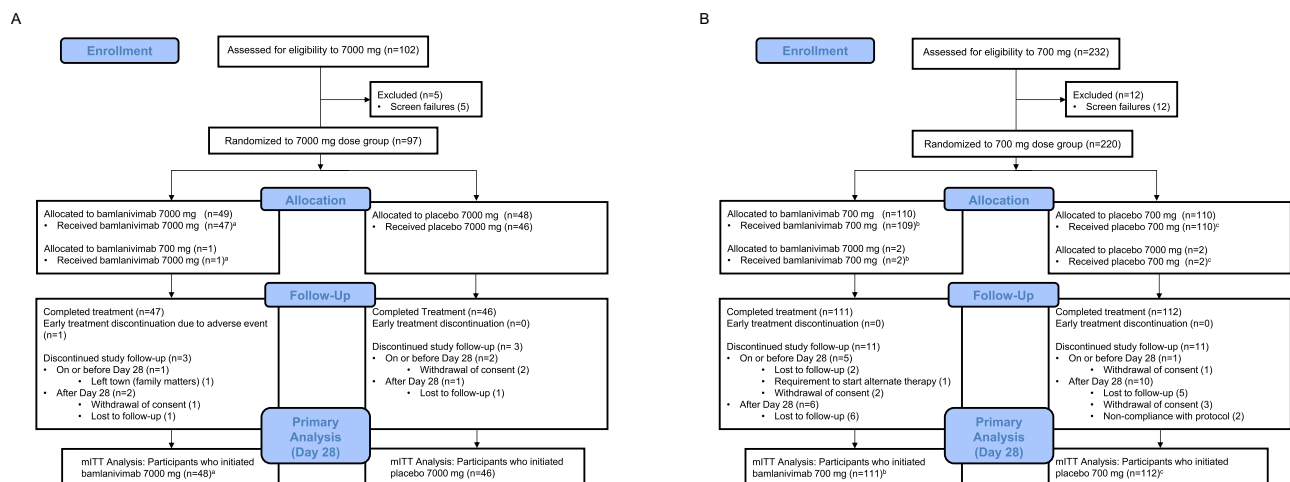 A
Enrollment
Assessed for eligibility to 7000 mg (n=102)
Excluded (n=5)
• Screen failures (5)
Randomized to 7000 mg dose group (n=97)
Allocation
Allocated to bamlanivimab 7000 mg (n=49)
• Received bamlanivimab 7000 mg (n=47)a
Allocated to bamlanivimab 700 mg (n=1)
• Received bamlanivimab 7000 mg (n=1)a
Allocated to placebo 7000 mg (n=48)
• Received placebo 7000 mg (n=46)
Follow-Up
Completed treatment (n=47)
Early treatment discontinuation due to adverse event
(n=1)
Discontinued study follow-up (n=3)
• On or before Day 28 (n=1)
• Left town (family matters) (1)
• After Day 28 (n=2)
• Withdrawal of consent (1)
• Lost to follow-up (1)
Completed Treatment (n=46)
Early treatment discontinuation (n=0)
Discontinued study follow-up (n= 3)
• On or before Day 28 (n=2)
• Withdrawal of consent (2)
• After Day 28 (n=1)
• Lost to follow-up (1)
Primary
Analysis
(Day 28)
mITT Analysis: Participants who initiated
bamlanivimab 7000 mg (n=48)a
mITT Analysis: Participants who initiated
placebo 7000 mg (n=46)
B
Enrollment
Assessed for eligibility to 700 mg (n=232)
Excluded (n=12)
• Screen failures (12)
Randomized to 700 mg dose group (n=220)
Allocation
Allocated to bamlanivimab 700 mg (n=110)
• Received bamlanivimab 700 mg (n=109)b
Allocated to bamlanivimab 7000 mg (n=2)
• Received bamlanivimab 700 mg (n=2)b
Allocated to placebo 700 mg (n=110)
• Received placebo 700 mg (n=110)c
Allocated to placebo 7000 mg (n=2)
• Received placebo 700 mg (n=2)c
Follow-Up
Completed treatment (n=111)
Early treatment discontinuation (n=0)
Discontinued study follow-up (n=11)
• On or before Day 28 (n=5)
• Lost to follow-up (2)
• Requirement to start alternate therapy (1)
• Withdrawal of consent (2)
• After Day 28 (n=6)
• Lost to follow-up (6)
Completed treatment (n=112)
Early treatment discontinuation (n=0)
Discontinued study follow-up (n=11)
• On or before Day 28 (n=1)
• Withdrawal of consent (1)
• After Day 28 (n=10)
• Lost to follow-up (5)
• Withdrawal of consent (3)
• Non-compliance with protocol (2)
Primary
Analysis
(Day 28)
mITT Analysis: Participants who initiated
bamlanivimab 700 mg (n=111)b
mITT Analysis: Participants who initiated
placebo 700 mg (n=112)c